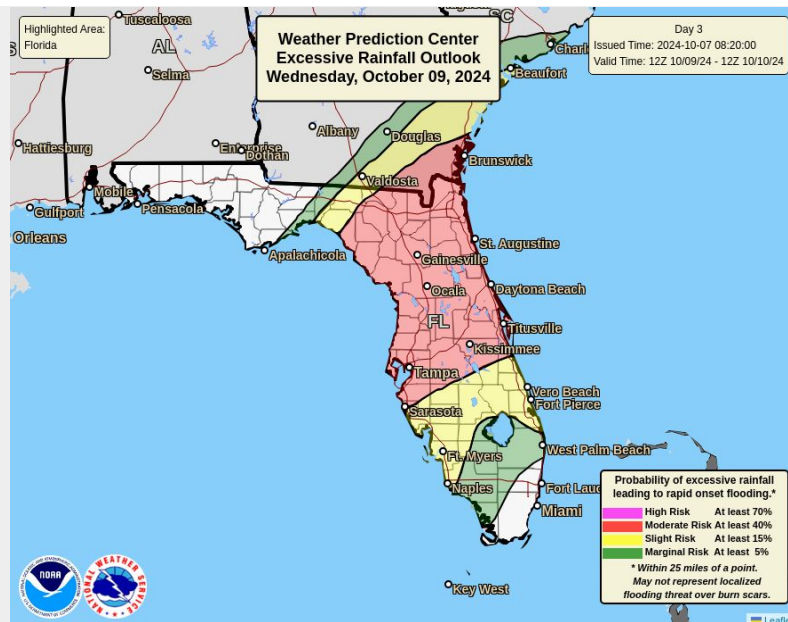 Highlighted Area:
Florida
Weather Prediction Center
Excessive Rainfall Outlook
Wednesday, October 09, 2024
Day 3
Issued Time: 2024-10-07 08:20:00
Valid Time: 12Z 10/09/24 - 12Z 10/10/24
Tuscaloosa
SC
AL
Selma
Beaufort
Albany
Douglas
Hattiesburg
Enterprise
Dothan
Brunswick
Valdosta
Mobile
Gulfport
Pensacola
Orleans
Apalachicola
St. Augustine
Gainesville
Ocala
Daytona Beach
FL
Titusville
Kissimmee
Tampa
Vero Beach
Fort Pierce
Sarasota
Ft. Myers
West Palm Beach
Naples
Fort Laud
Miami
Key West
Probability of excessive rainfall
leading to rapid onset flooding.*
High Risk At least 70%
Moderate Risk At least 40%
Slight Risk At least 15%
Marginal Risk At least 5%
* Within 25 miles of a point.
May not represent localized
flooding threat over burn scars.
NOAA
NATIONAL WEATHER SERVICE